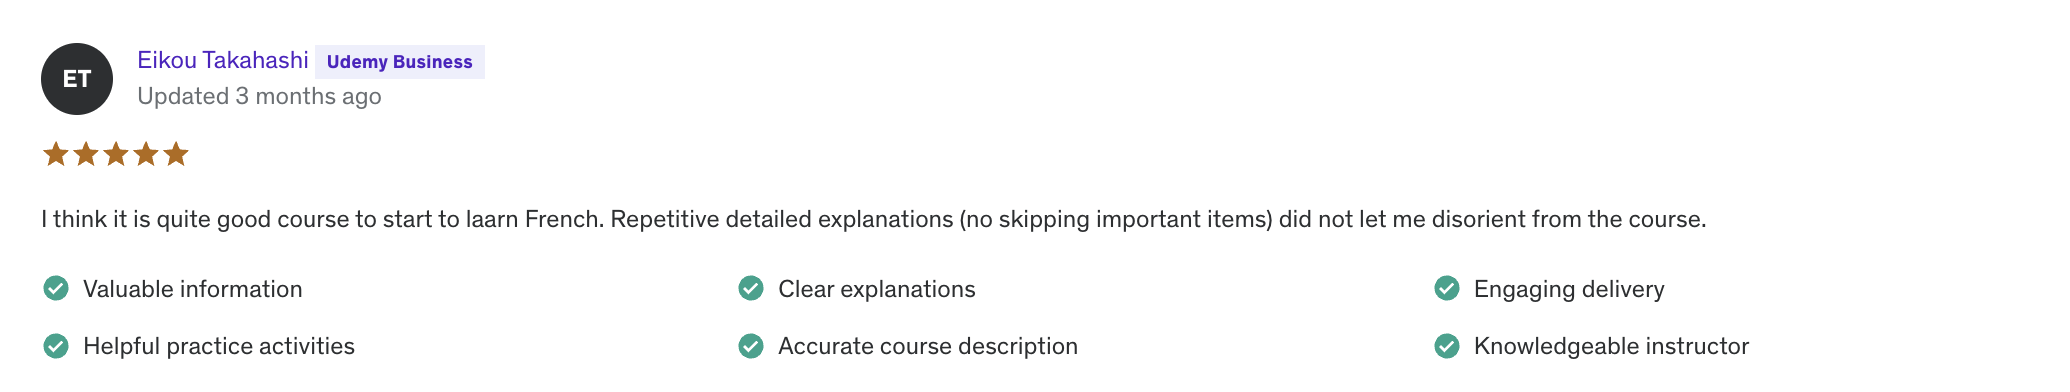 ET
Eikou Takahashi Udemy Business
Updated 3 months ago
I think it is quite good course to start to laarn French. Repetitive detailed explanations (no skipping important items) did not let me disorient from the course.
Valuable information
Clear explanations
Engaging delivery
Helpful practice activities
Accurate course description
Knowledgeable instructor